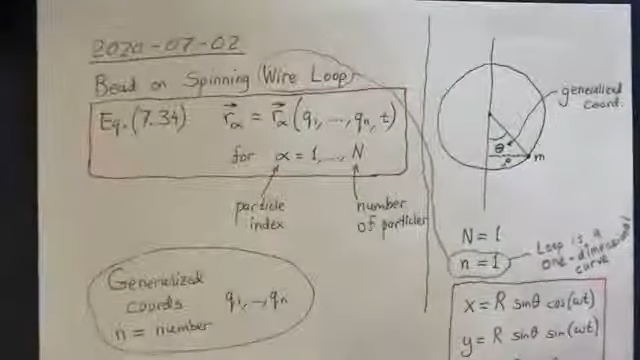 2020-07-02
Bead on Spinning (Wire Loop)
Eq. (7.34) r⃗α = r⃗α (q1, ..., qn, t)
for α = 1, ..., N
particle index
number of particles
Generalized
coords q1, ..., qn
n = number
generalized
coord.
θ
ρ
m
N = 1
n = 1
Loop is a
one-dimensional
curve
x = R sinθ cos(ωt)
y = R sinθ sin(ωt)